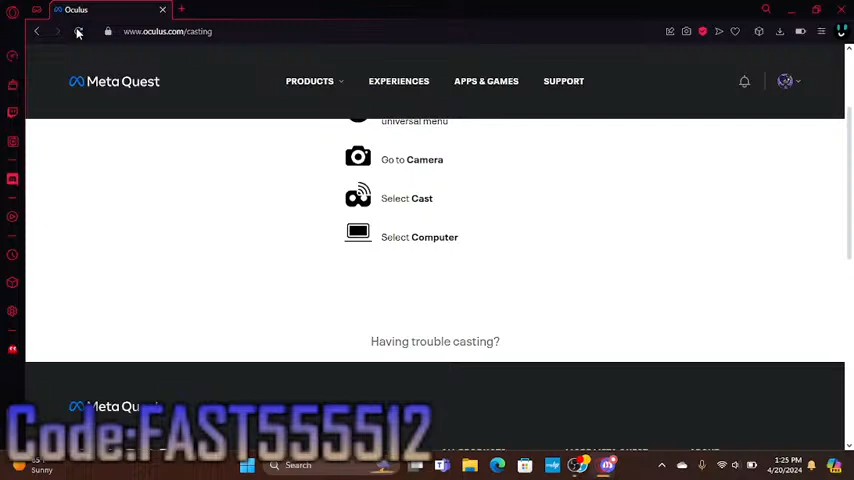 Oculus
www.oculus.com/casting
Meta Quest
PRODUCTS
EXPERIENCES
APPS & GAMES
SUPPORT
universal menu
Go to Camera
Select Cast
Select Computer
Having trouble casting?
Meta Qu
Code:FAST555512
Sunny
Search
1:25 PM
4/20/2024